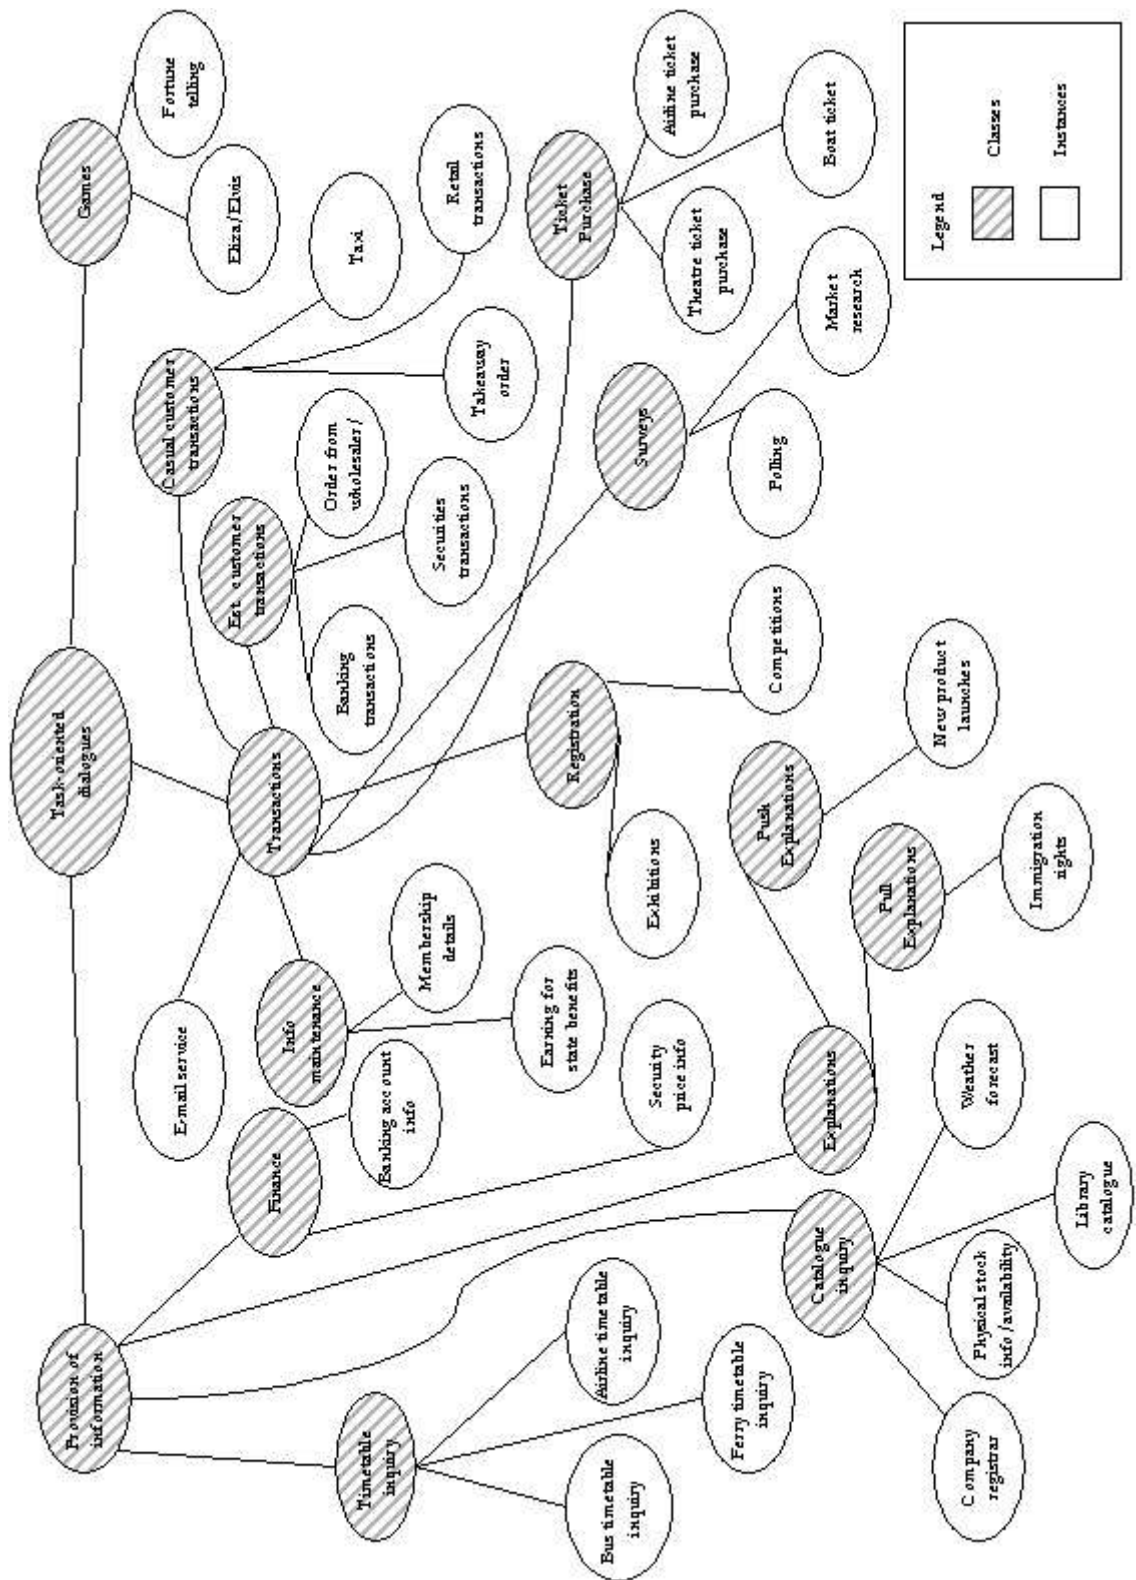 Task-oriented
dialogues
Provision of
information
Games
Transactions
E-mail service
Casual customer
transactions
Est. customer
transactions
Info
maintenance
Finance
Timetable
inquiry
Fortune
telling
Eliza/Elvis
Taxi
Retail
transactions
Takeaway
order
Order from
wholesaler/
Securities
transactions
Banking
transactions
Membership
details
Earning for
state benefits
Banking account
info
Security
price info
Airline timetable
inquiry
Ferry timetable
inquiry
Bus timetable
inquiry
Ticket
Purchase
Airline ticket
purchase
Boat ticket
Theatre ticket
purchase
Surveys
Market
research
Polling
Registration
Competitions
Exhibitions
Explanations
Push
Explanations
New product
launches
Pull
Explanations
Immigration
rights
Catalogue
inquiry
Weather
forecast
Library
catalogue
Physical stock
info/availability
Company
registrar
Legend
Classes
Instances